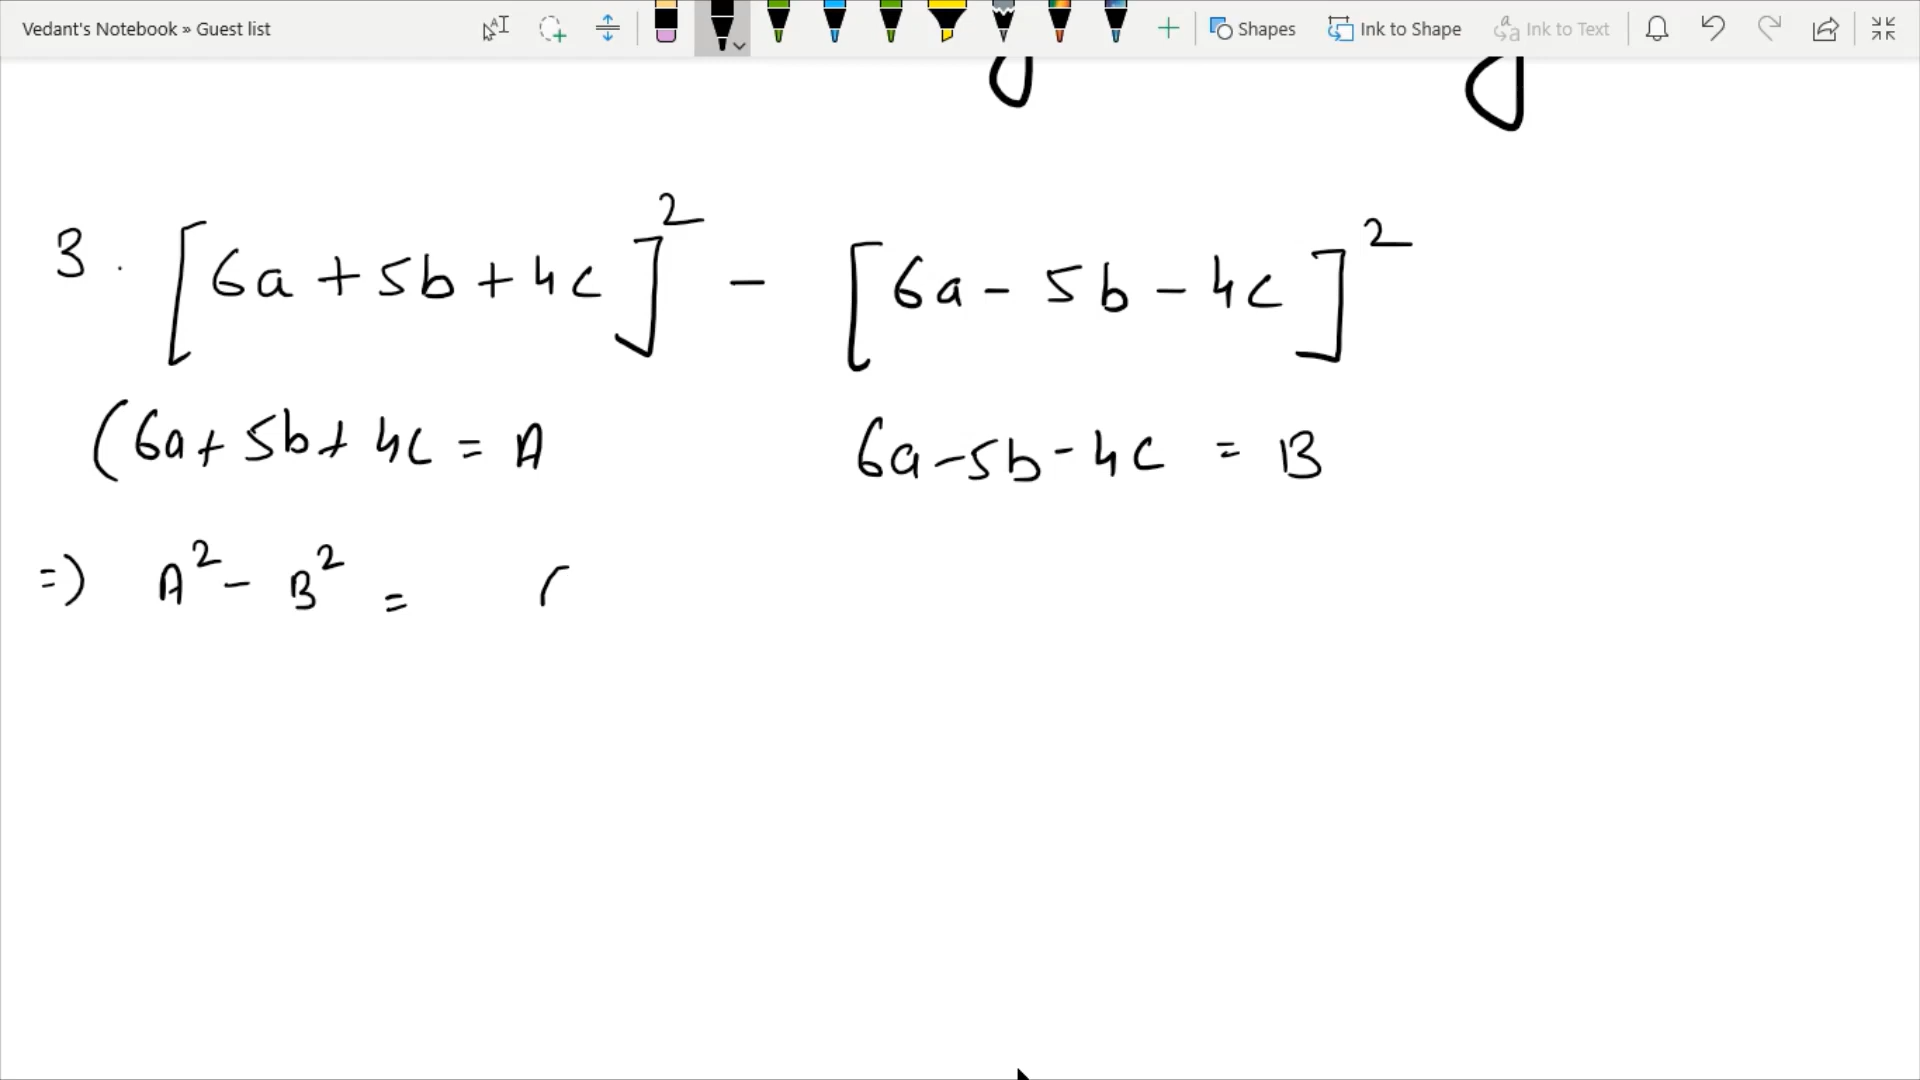 Vedant's Notebook » Guest list
Shapes
Ink to Shape
Ink to Text
3. [6a + 5b + 4c]² - [6a - 5b - 4c]²
(6a + 5b + 4c = A 6a - 5b - 4c = B
=) A² - B² = (